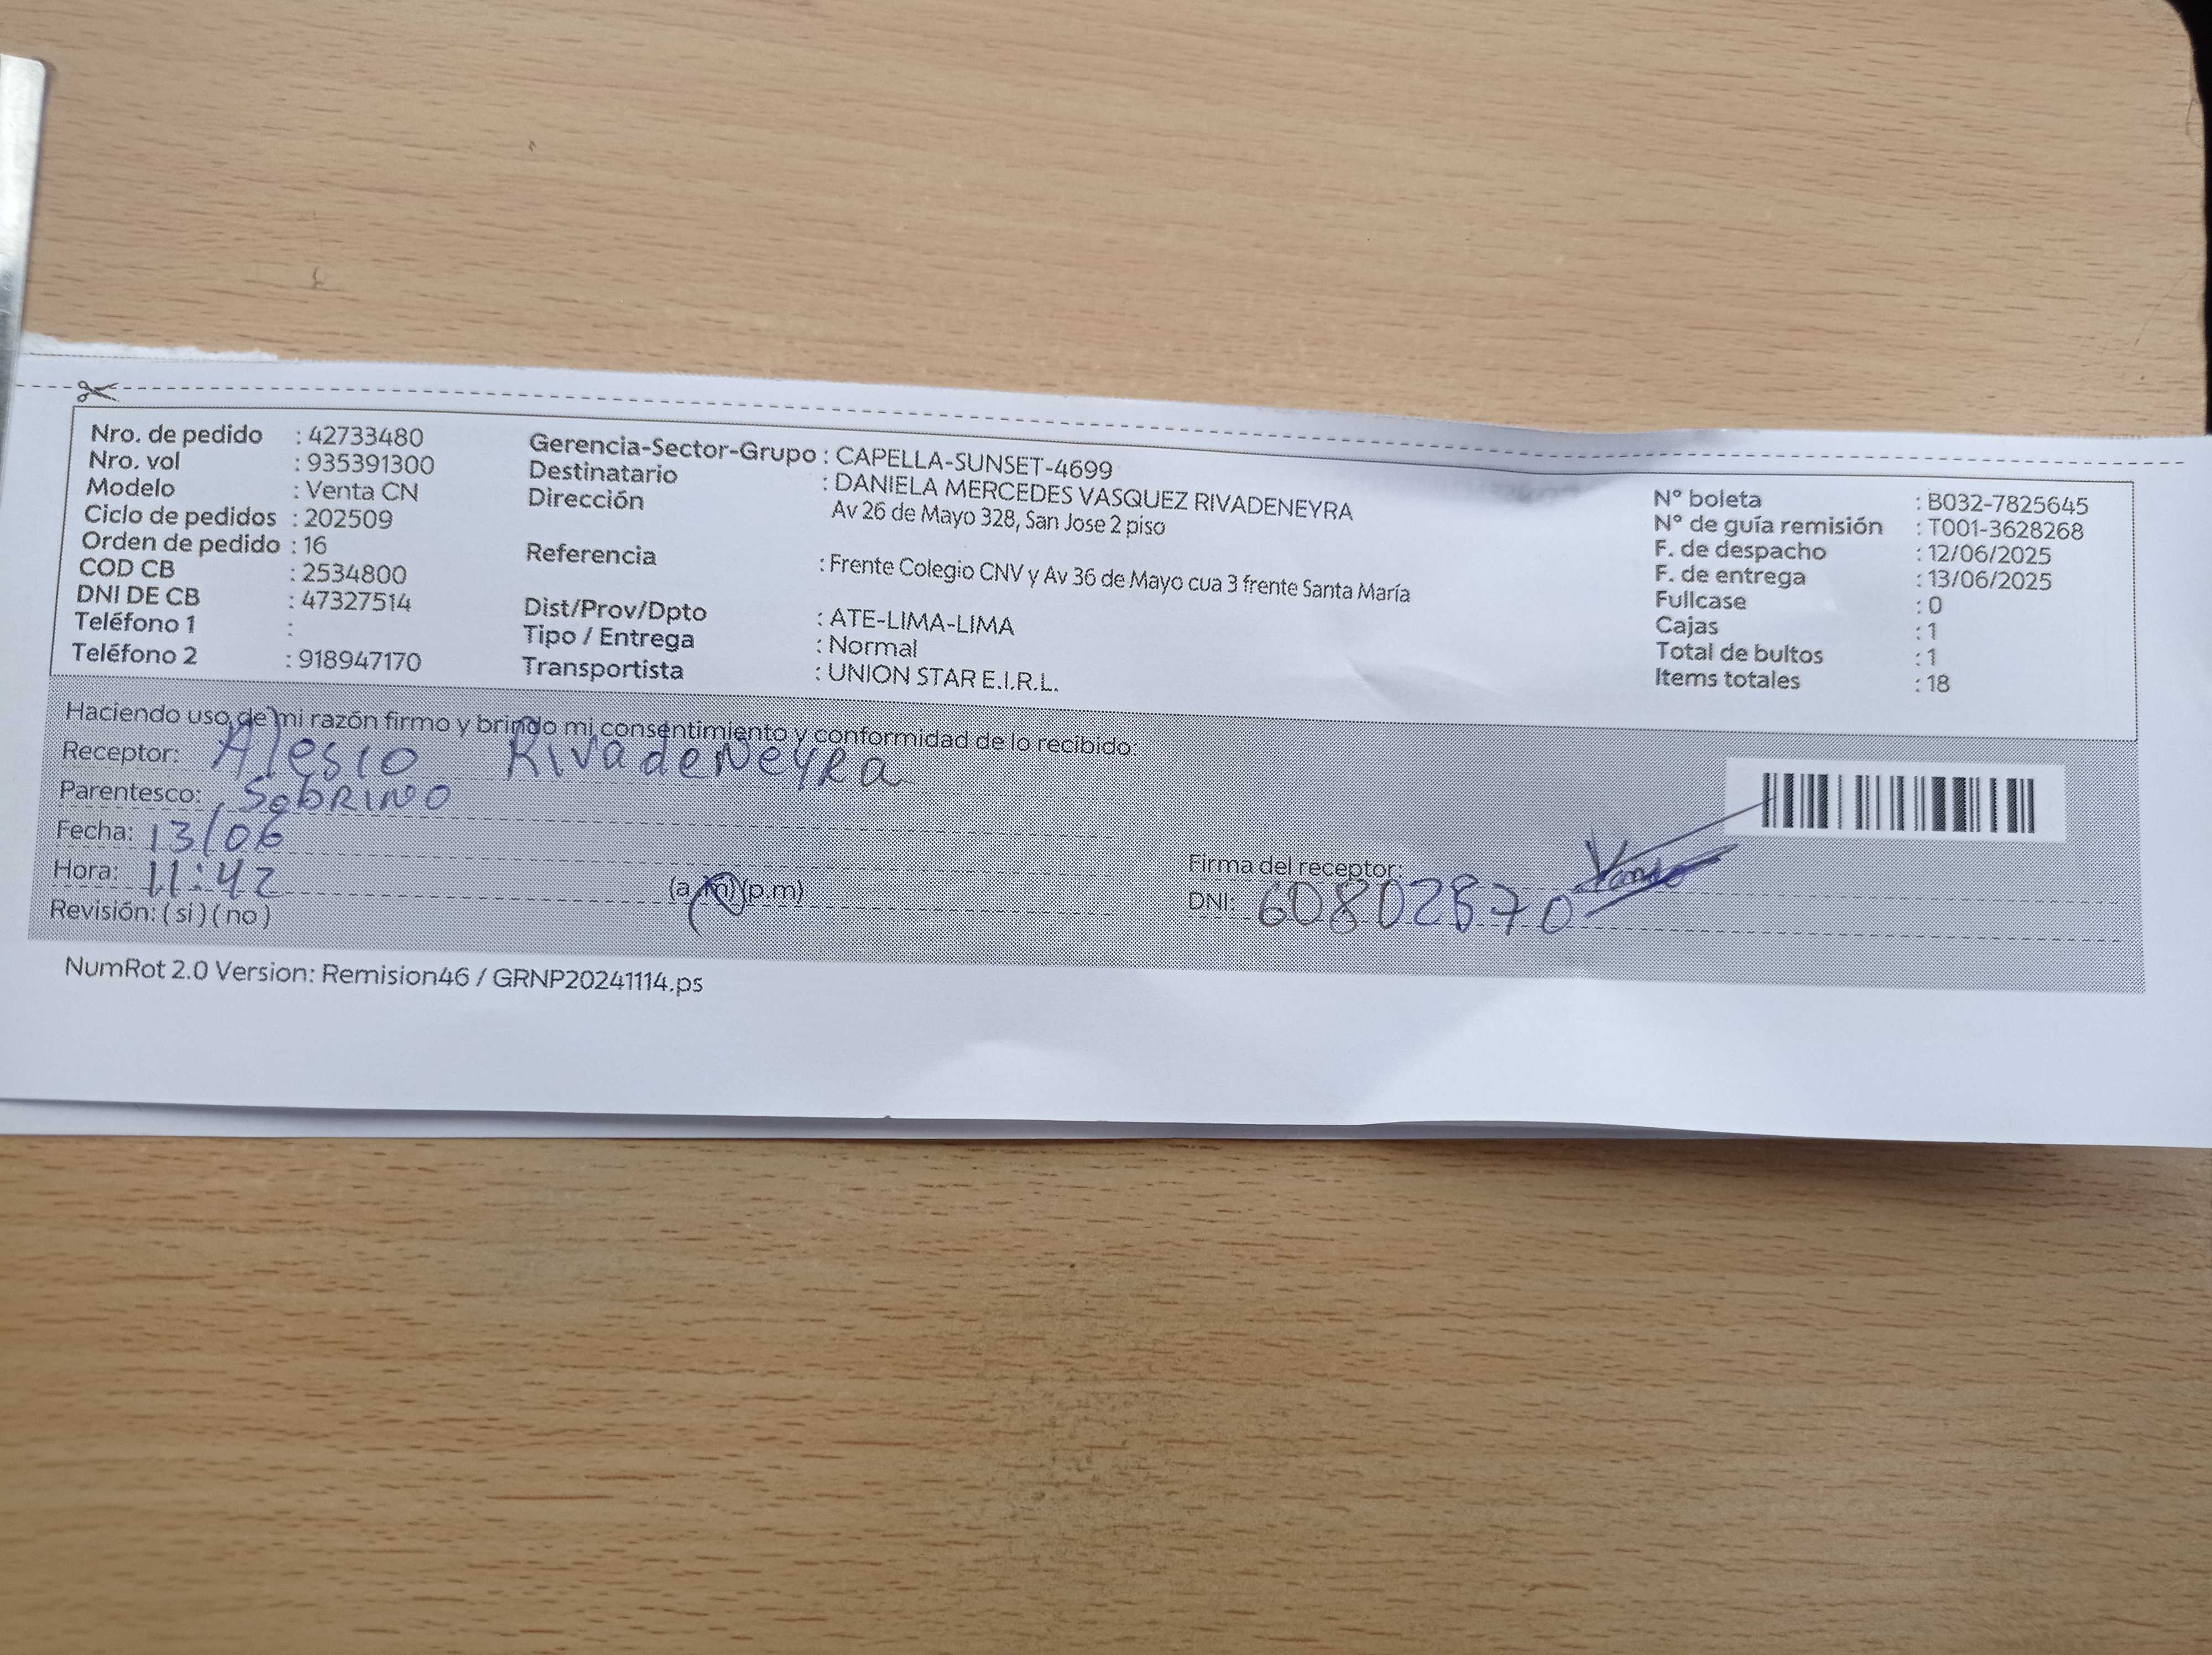 Nro. de pedido : 42733480
Nro. vol : 935391300
Modelo : Venta CN
Ciclo de pedidos : 202509
Orden de pedido : 16
COD CB : 2534800
DNI DE CB : 47327514
Teléfono 1 :
Teléfono 2 : 918947170
Gerencia-Sector-Grupo : CAPELLA-SUNSET-4699
Destinatario : DANIELA MERCEDES VASQUEZ RIVADENEYRA
Dirección Av 26 de Mayo 328, San Jose 2 piso
Referencia : Frente Colegio CNV y Av 36 de Mayo cua 3 frente Santa María
Dist/Prov/Dpto : ATE-LIMA-LIMA
Tipo / Entrega : Normal
Transportista : UNION STAR E.I.R.L.
N° boleta : B032-7825645
N° de guía remisión : T001-3628268
F. de despacho : 12/06/2025
F. de entrega : 13/06/2025
Fullcase : 0
Cajas : 1
Total de bultos : 1
Items totales : 18
Haciendo uso de mi razón firmo y brindo mi consentimiento y conformidad de lo recibido:
Receptor: Alesio RivadeNeyRa
Parentesco: SobRINO
Fecha: 13/06
Hora: 11:42 (a.m)(p.m)
Revisión: (si) (no)
Firma del receptor:
DNI: 60802870
NumRot 2.0 Version: Remision46 / GRNP20241114.ps